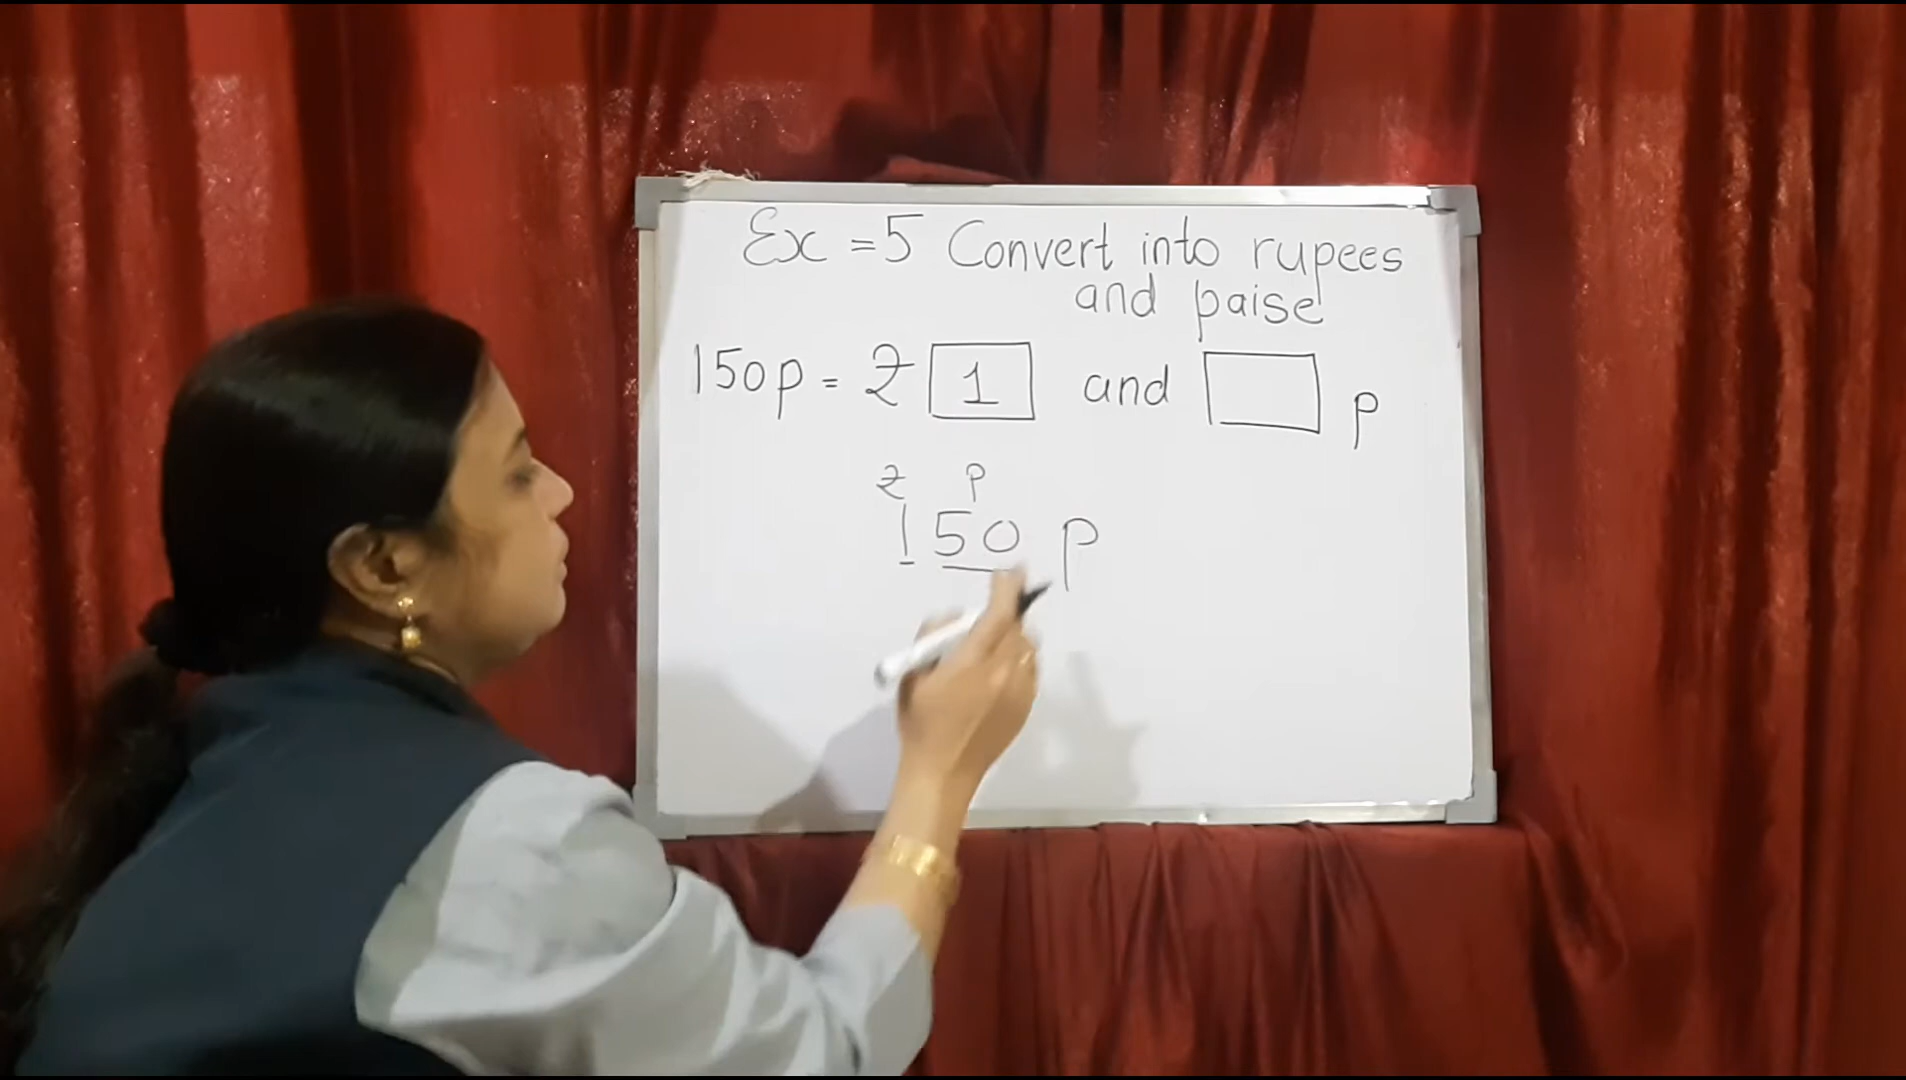 Ex = 5 Convert into rupees
and paise
150p = ₹ 1 and p
₹ p
150 p